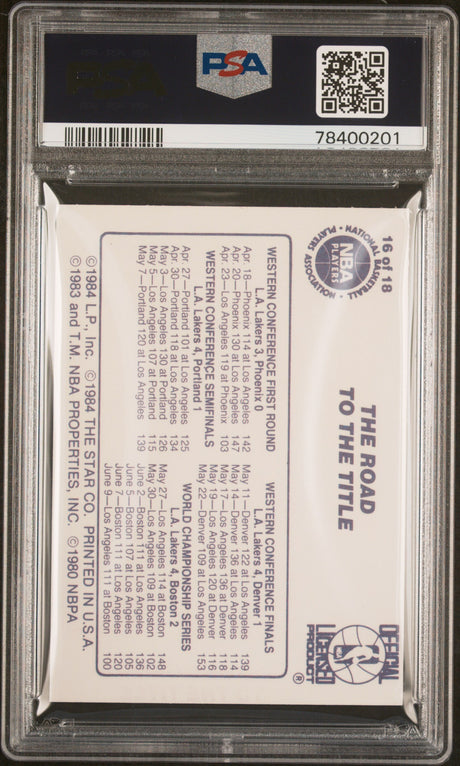 PSA
PSA
78400201
16 of 18
NATIONAL BASKETBALL
PLAYERS
ASSOCIATION
NBA
PLAYERS
THE ROAD
TO THE TITLE
OFFICIAL
LICENSED
PRODUCT
®
WESTERN CONFERENCE FIRST ROUND
L.A. Lakers 3, Phoenix 0
Apr 18—Phoenix 114 at Los Angeles 142
Apr 20—Phoenix at Los Angeles 147
Apr 23—Los Angeles 119 at Phoenix 103
WESTERN CONFERENCE SEMIFINALS
L.A. Lakers 4, Portland 1
Apr 27—Portland 101 at Los Angeles 125
Apr 30—Portland 118 at Los Angeles 134
May 3—Los Angeles 130 at Portland 126
May 5—Los Angeles 107 at Portland 115
May 7—Portland 120 at Los Angeles 139
WESTERN CONFERENCE FINALS
L.A. Lakers 4, Denver 1
May 11—Denver 122 at Los Angeles 139
May 14—Denver 136 at Los Angeles 114
May 17—Los Angeles 136 at Denver 118
May 19—Los Angeles 120 at Denver 116
May 22—Denver 109 at Los Angeles 153
WORLD CHAMPIONSHIP SERIES
L.A. Lakers 4, Boston 2
May 27—Los Angeles 114 at Boston 148
May 30—Los Angeles 109 at Boston 102
June 2—Boston 111 at Los Angeles 136
June 5—Boston 107 at Los Angeles 105
June 7—Boston 111 at Los Angeles 120
June 9—Los Angeles 111 at Boston 100
©1984 L.P., Inc. ©1984 THE STAR CO. PRINTED IN U.S.A.
©1983 and T.M. NBA PROPERTIES, INC. ©1980 NBPA